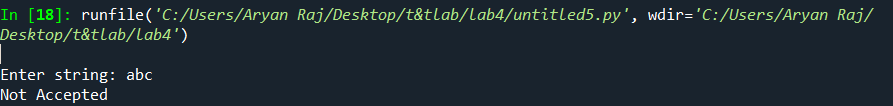 In [18]: runfile('C:/Users/Aryan Raj/Desktop/t&tlab/lab4/untitled5.py', wdir='C:/Users/Aryan Raj/
Desktop/t&tlab/lab4')
Enter string: abc
Not Accepted